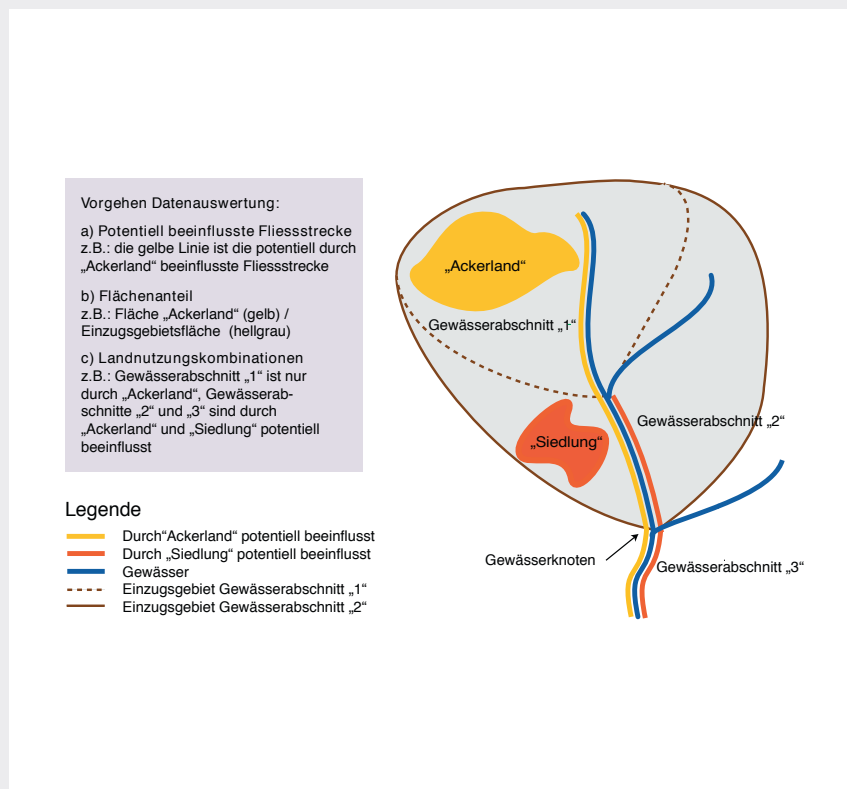 Vorgehen Datenauswertung:
a) Potentiell beeinflusste Fliessstrecke
z.B.: die gelbe Linie ist die potentiell durch
„Ackerland“ beeinflusste Fliessstrecke
b) Flächenanteil
z.B.: Fläche „Ackerland“ (gelb) /
Einzugsgebietsfläche (hellgrau)
c) Landnutzungskombinationen
z.B.: Gewässerabschnitt „1“ ist nur
durch „Ackerland“, Gewässerab-
schnitte „2“ und „3“ sind durch
„Ackerland“ und „Siedlung“ potentiell
beeinflusst
Legende
Durch“Ackerland“ potentiell beeinflusst
Durch „Siedlung“ potentiell beeinflusst
Gewässer
Einzugsgebiet Gewässerabschnitt „1“
Einzugsgebiet Gewässerabschnitt „2“
„Ackerland“
Gewässerabschnitt „1“
Gewässerabschnitt „2“
„Siedlung“
Gewässerknoten
Gewässerabschnitt „3“